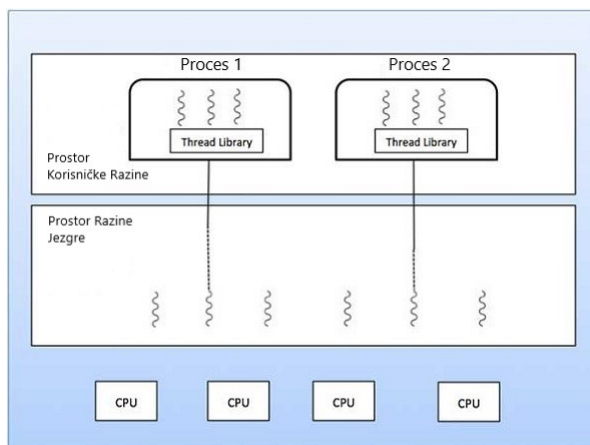 Proces 1
Proces 2
Thread Library
Thread Library
Prostor
Korisničke Razine
Prostor Razine
Jezgre
CPU
CPU
CPU
CPU